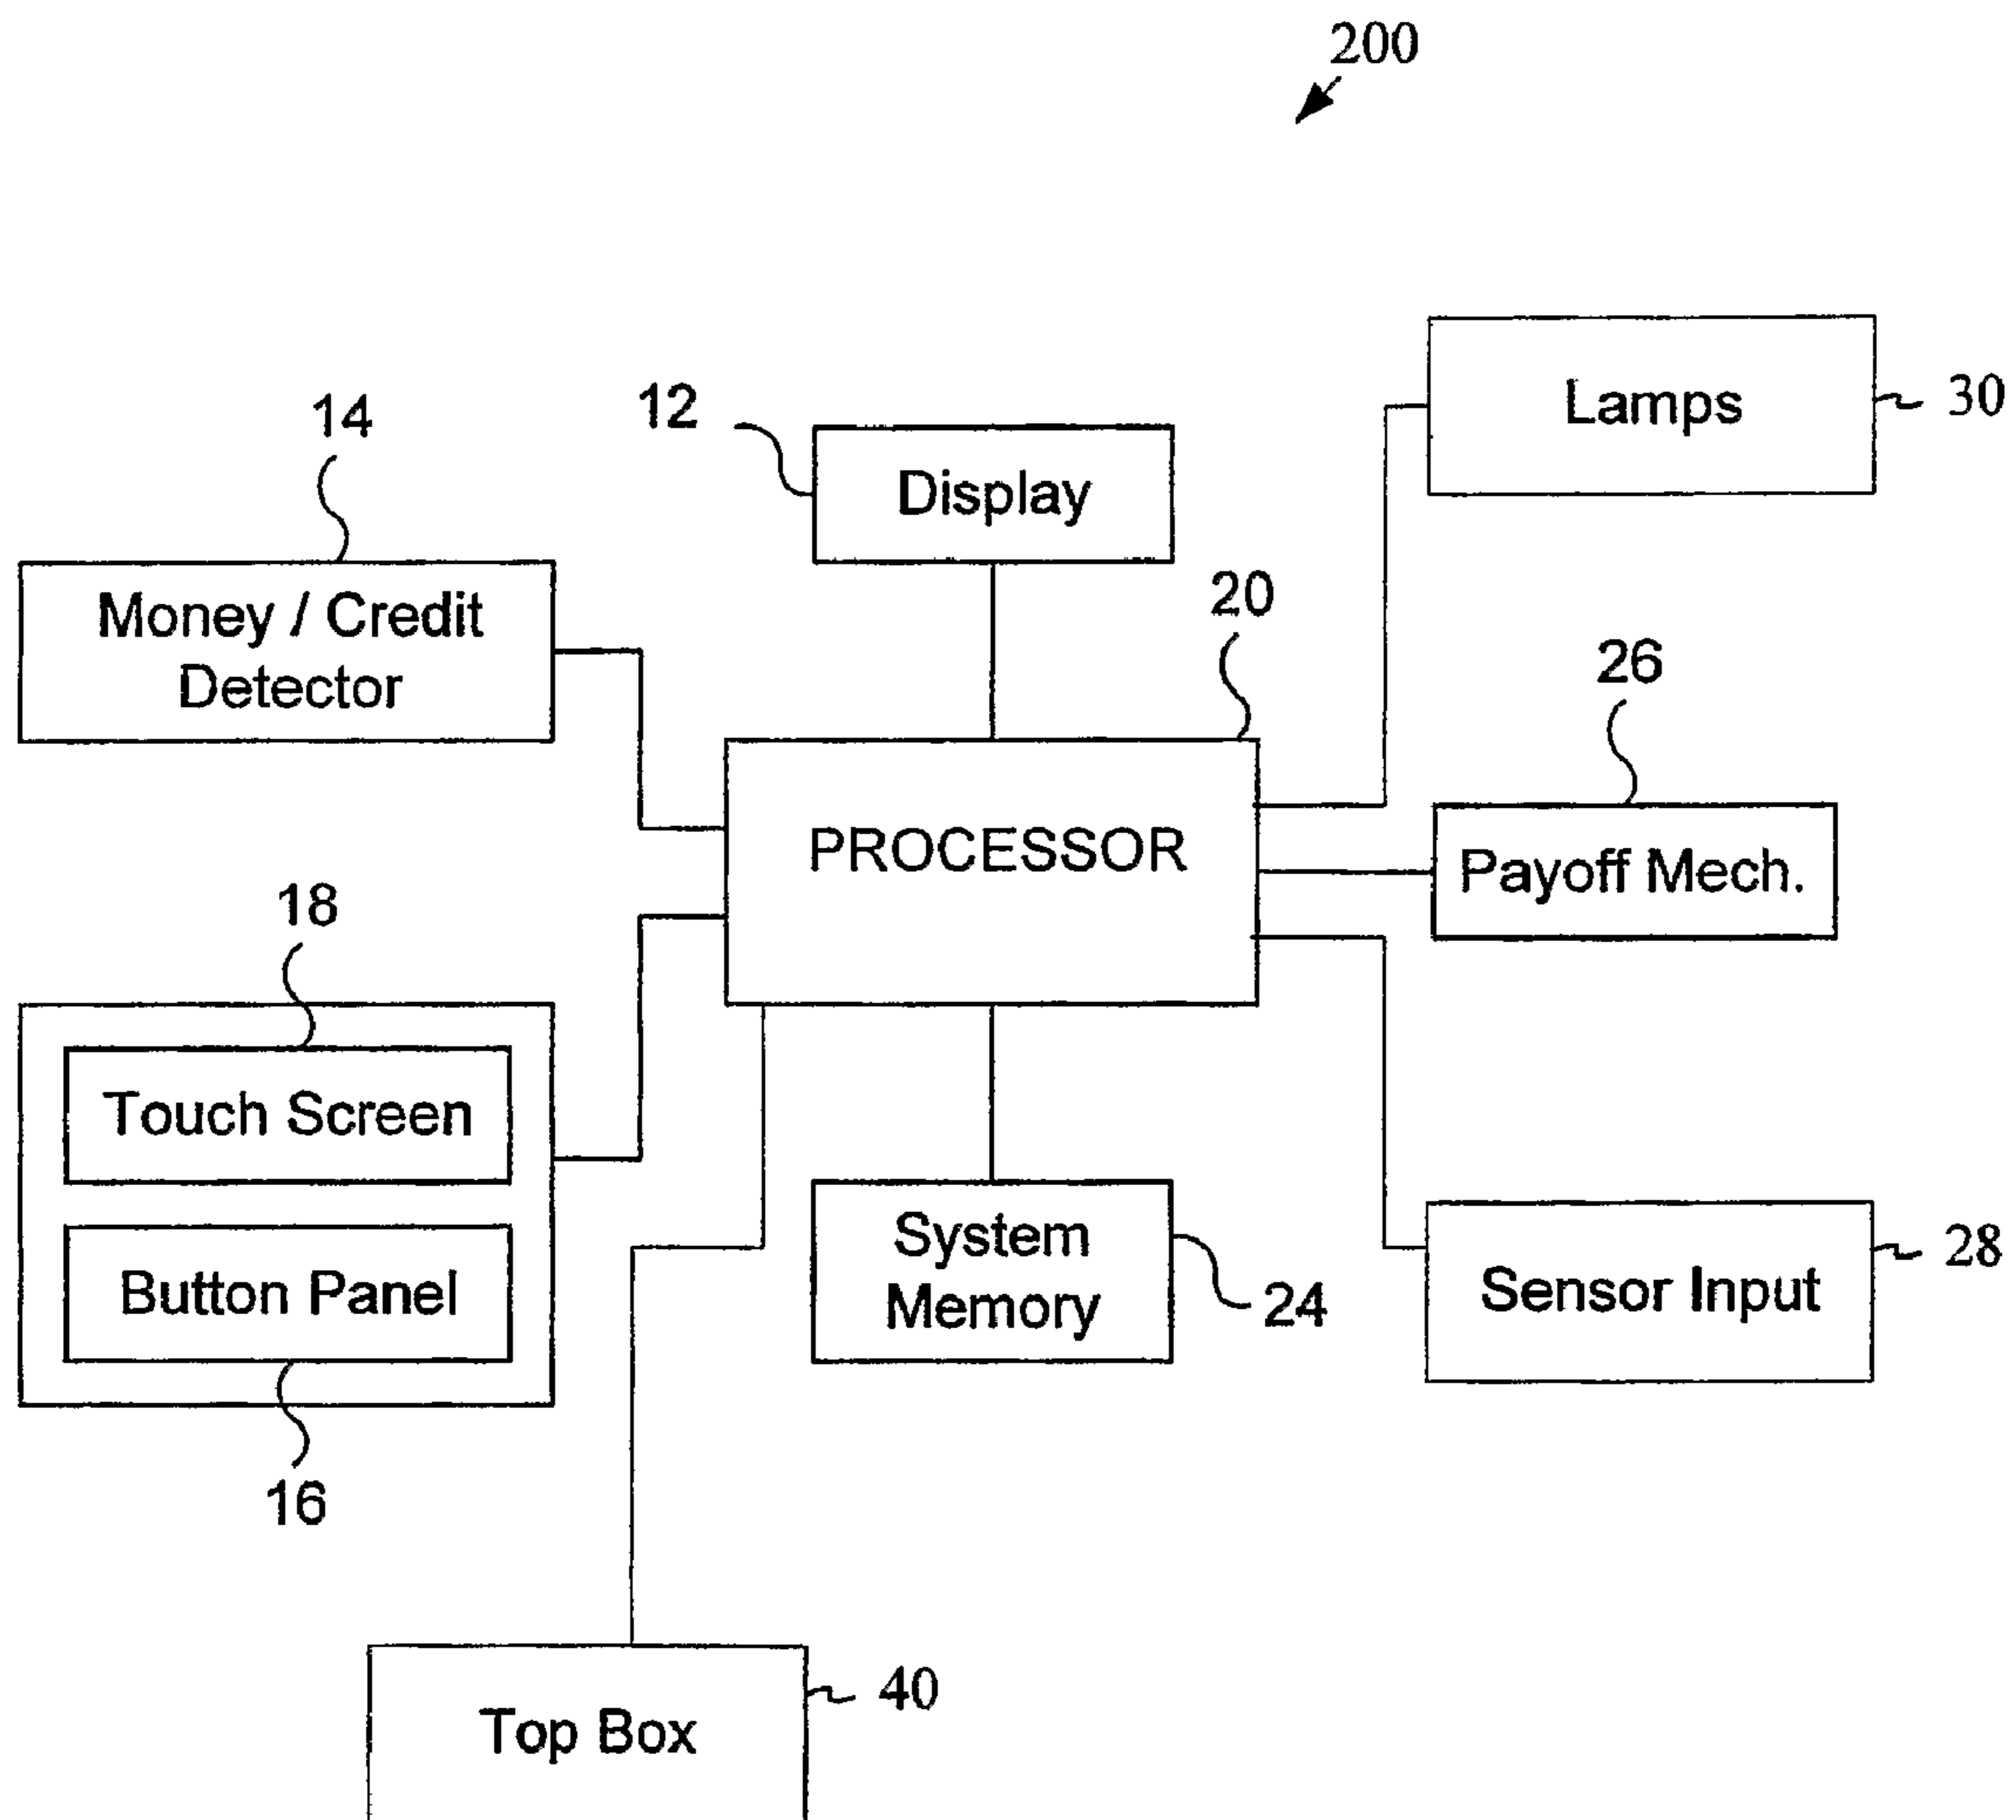 200
Lamps
30
12
14
Display
Money / Credit
Detector
20
26
PROCESSOR
Payoff Mech.
18
Touch Screen
System
Memory
24
28
Sensor Input
Button Panel
16
40
Top Box